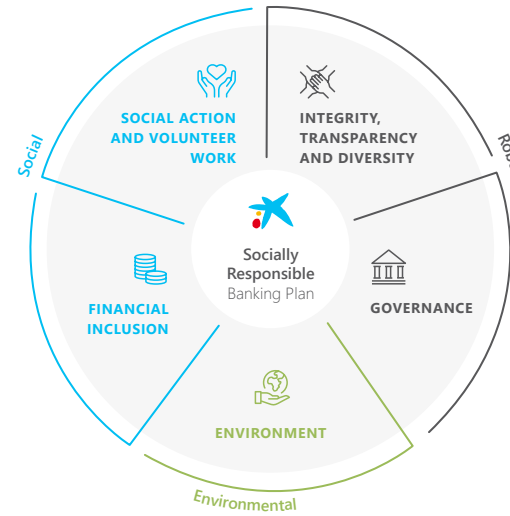 SOCIAL ACTION
AND VOLUNTEER
WORK
INTEGRITY,
TRANSPARENCY
AND DIVERSITY
Social
Socially
Responsible
Banking Plan
FINANCIAL
INCLUSION
GOVERNANCE
ENVIRONMENT
Environmental